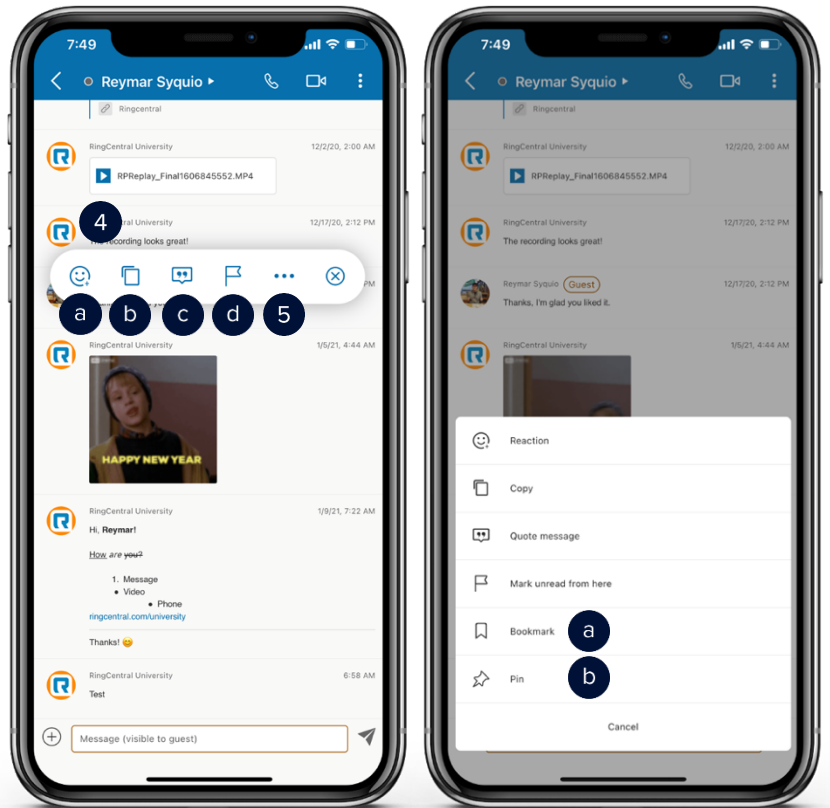 7:49
Reymar Syquio
Ringcentral
RingCentral University 12/2/20, 2:00 AM
RPReplay_Final1606845552.MP4
4
ral University 12/17/20, 2:12 PM
The recording looks great!
PM
a b c d 5
RingCentral University 1/5/21, 4:44 AM
HAPPY NEW YEAR
RingCentral University 1/9/21, 7:22 AM
Hi, Reymar!
How are you?
1. Message
• Video
• Phone
ringcentral.com/university
Thanks! 😄
RingCentral University 6:58 AM
Test
Message (visible to guest)
7:49
Reymar Syquio
Ringcentral
RingCentral University 12/2/20, 2:00 AM
RPReplay_Final1606845552.MP4
RingCentral University 12/17/20, 2:12 PM
The recording looks great!
Reymar Syquio Guest 12/17/20, 2:12 PM
Thanks, I'm glad you liked it.
RingCentral University 1/5/21, 4:44 AM
Reaction
Copy
Quote message
Mark unread from here
Bookmark a
Pin b
Cancel